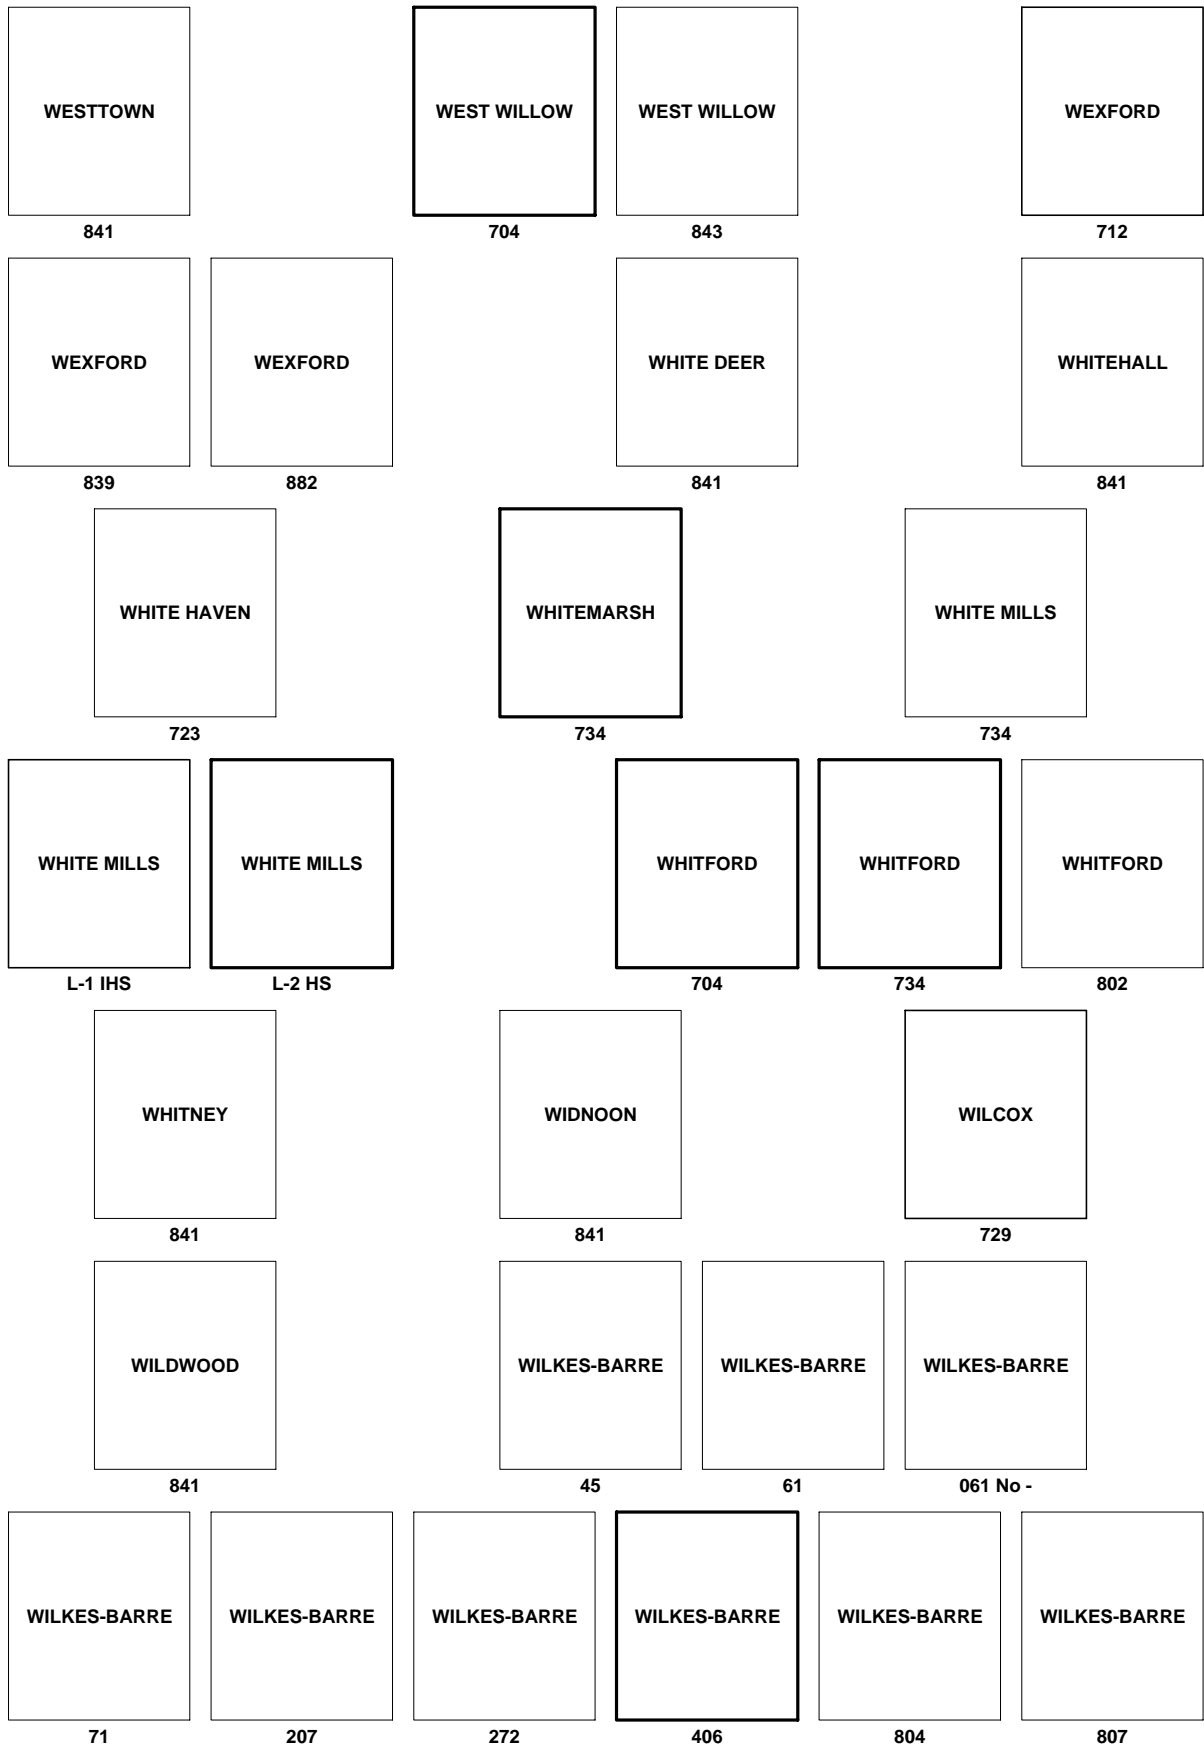 WESTTOWN WEST WILLOW WEST WILLOW WEXFORD
841 704 843 712
WEXFORD WEXFORD WHITE DEER WHITEHALL
839 882 841 841
WHITE HAVEN WHITEMARSH WHITE MILLS
723 734 734
WHITE MILLS WHITE MILLS WHITFORD WHITFORD WHITFORD
L-1 IHS L-2 HS 704 734 802
WHITNEY WIDNOON WILCOX
841 841 729
WILDWOOD WILKES-BARRE WILKES-BARRE WILKES-BARRE
841 45 61 061 No -
WILKES-BARRE WILKES-BARRE WILKES-BARRE WILKES-BARRE WILKES-BARRE WILKES-BARRE
71 207 272 406 804 807